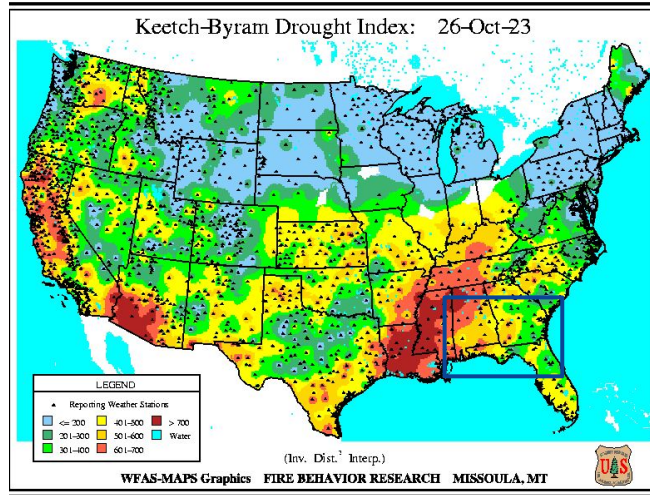 Keetch-Byram Drought Index: 26-Oct-23
LEGEND
Reporting Weather Stations
<= 200
401-500
> 700
201-300
501-600
Water
301-400
601-700
(Inv. Dist.² Interp.)
WFAS-MAPS Graphics FIRE BEHAVIOR RESEARCH MISSOULA, MT
U S